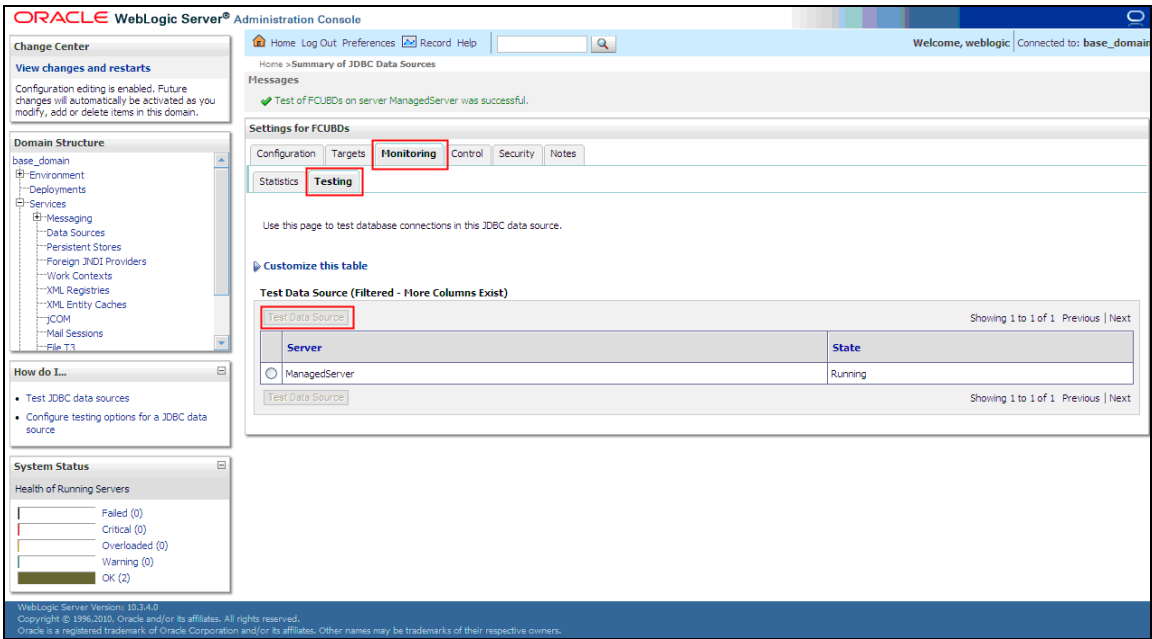 ORACLE WebLogic Server® Administration Console
Change Center
View changes and restarts
Configuration editing is enabled. Future
changes will automatically be activated as you
modify, add or delete items in this domain.
Domain Structure
base_domain
Environment
Deployments
Services
Messaging
Data Sources
Persistent Stores
Foreign JNDI Providers
Work Contexts
XML Registries
XML Entity Caches
jCOM
Mail Sessions
File T3
How do I...
Test JDBC data sources
Configure testing options for a JDBC data
source
System Status
Health of Running Servers
Failed (0)
Critical (0)
Overloaded (0)
Warning (0)
OK (2)
Home Log Out Preferences Record Help
Welcome, weblogic Connected to: base_domain
Home >Summary of JDBC Data Sources
Messages
Test of FCUBDs on server ManagedServer was successful.
Settings for FCUBDs
Configuration Targets Monitoring Control Security Notes
Statistics Testing
Use this page to test database connections in this JDBC data source.
Customize this table
Test Data Source (Filtered - More Columns Exist)
Test Data Source Showing 1 to 1 of 1 Previous | Next
Server State
ManagedServer Running
Test Data Source Showing 1 to 1 of 1 Previous | Next
WebLogic Server Version: 10.3.4.0
Copyright © 1996,2010, Oracle and/or its affiliates. All rights reserved.
Oracle is a registered trademark of Oracle Corporation and/or its affiliates. Other names may be trademarks of their respective owners.